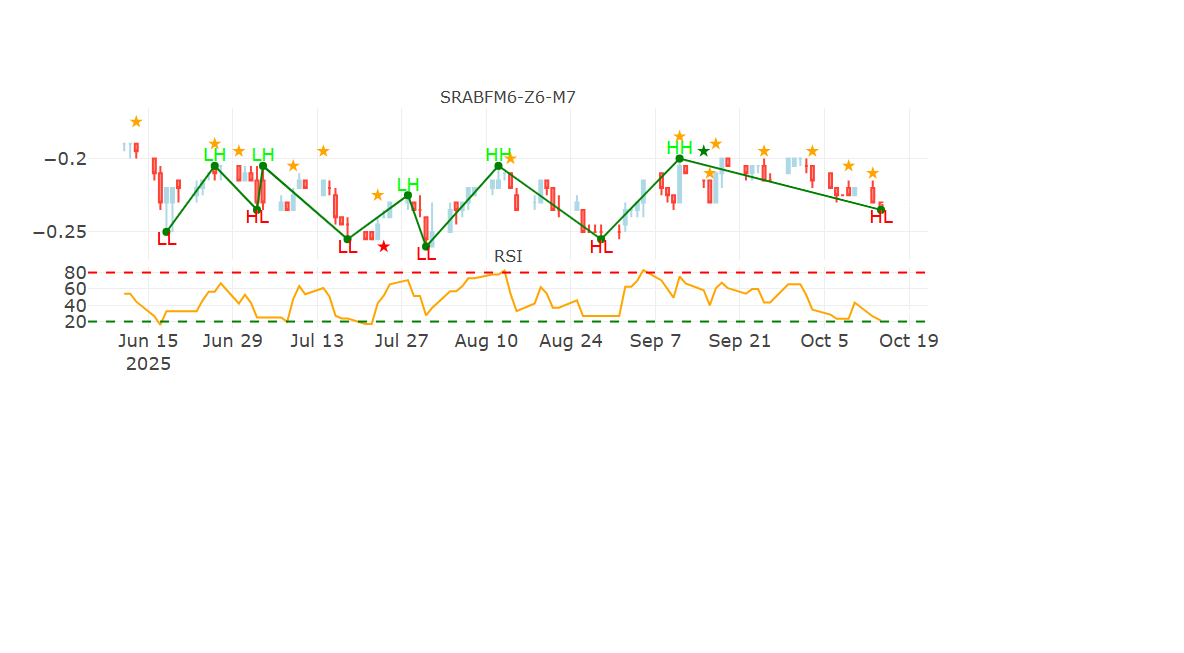 SRABFM6-Z6-M7
−0.2
−0.25
LL
LH
HL
LH
LL
LH
LL
HH
HL
HH
HL
RSI
80
60
40
20
Jun 15
2025
Jun 29
Jul 13
Jul 27
Aug 10
Aug 24
Sep 7
Sep 21
Oct 5
Oct 19